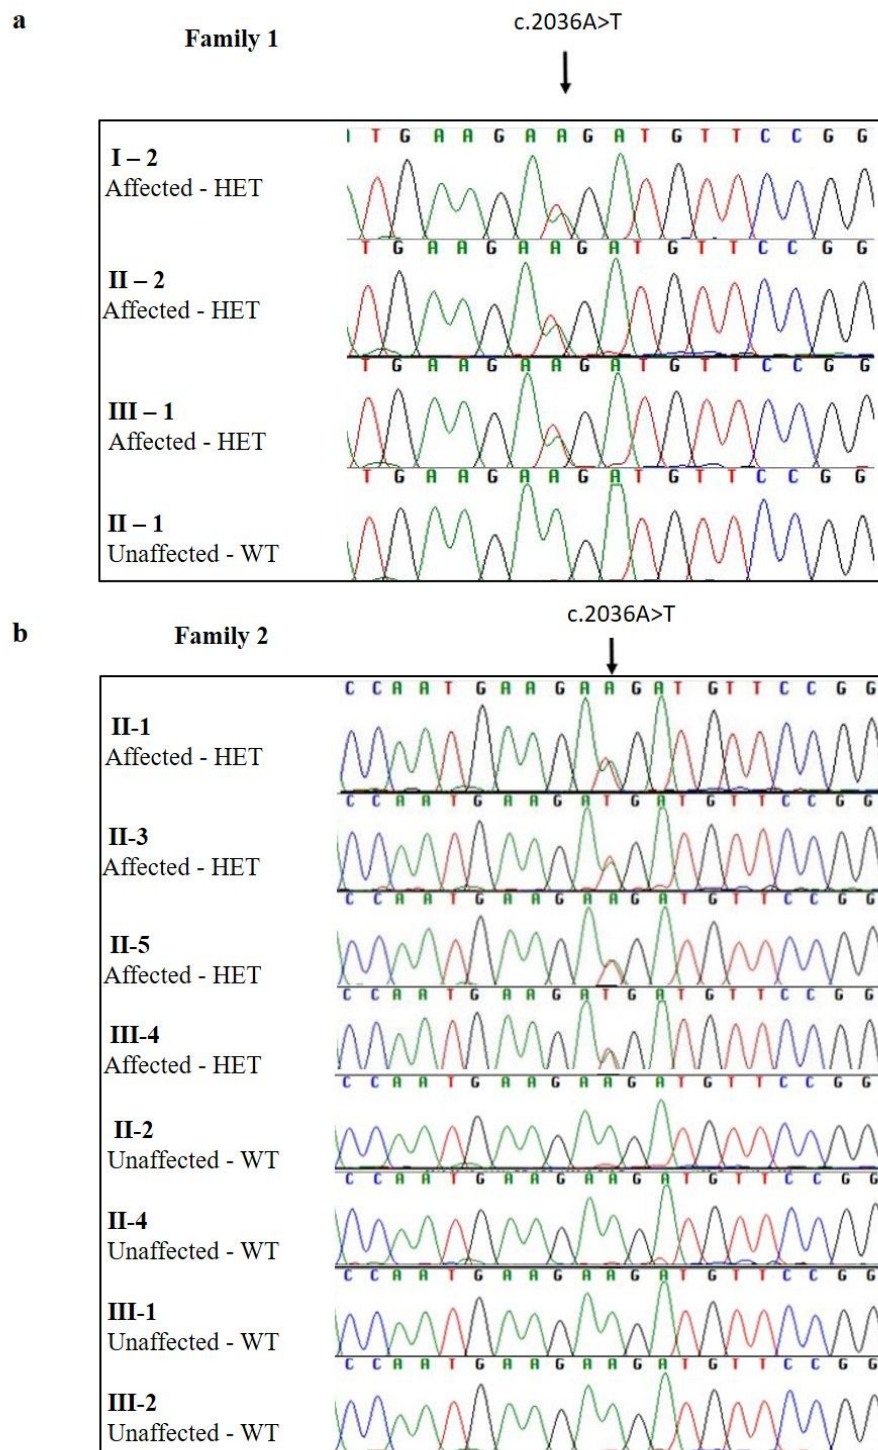 a
Family 1
c.2036A>T
T G A A G A A G A T G T T C C G G
I – 2
Affected - HET
T G A A G A A G A T G T T C C G G
II – 2
Affected - HET
T G A A G A A G A T G T T C C G G
III – 1
Affected - HET
T G A A G A A G A T G T T C C G G
II – 1
Unaffected - WT
b
Family 2
c.2036A>T
C C A A T G A A G A A G A T G T T C C G G
II-1
Affected - HET
C C A A T G A A G A T G A T G T T C C G G
II-3
Affected - HET
C C A A T G A A G A A G A T G T T C C G G
II-5
Affected - HET
C C A A T G A A G A T G A T G T T C C G G
III-4
Affected - HET
C C A A T G A A G A A G A T G T T C C G G
II-2
Unaffected - WT
C C A A T G A A G A A G A T G T T C C G G
II-4
Unaffected - WT
C C A A T G A A G A A G A T G T T C C G G
III-1
Unaffected - WT
C C A A T G A A G A A G A T G T T C C G G
III-2
Unaffected - WT